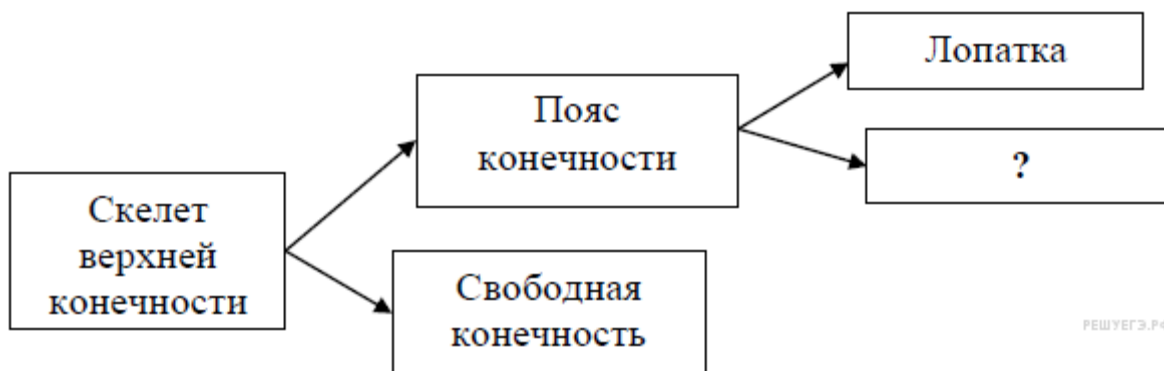 Лопатка
Пояс
конечности
?
Скелет
верхней
конечности
Свободная
конечность
РЕШУЕГЭ.РФ